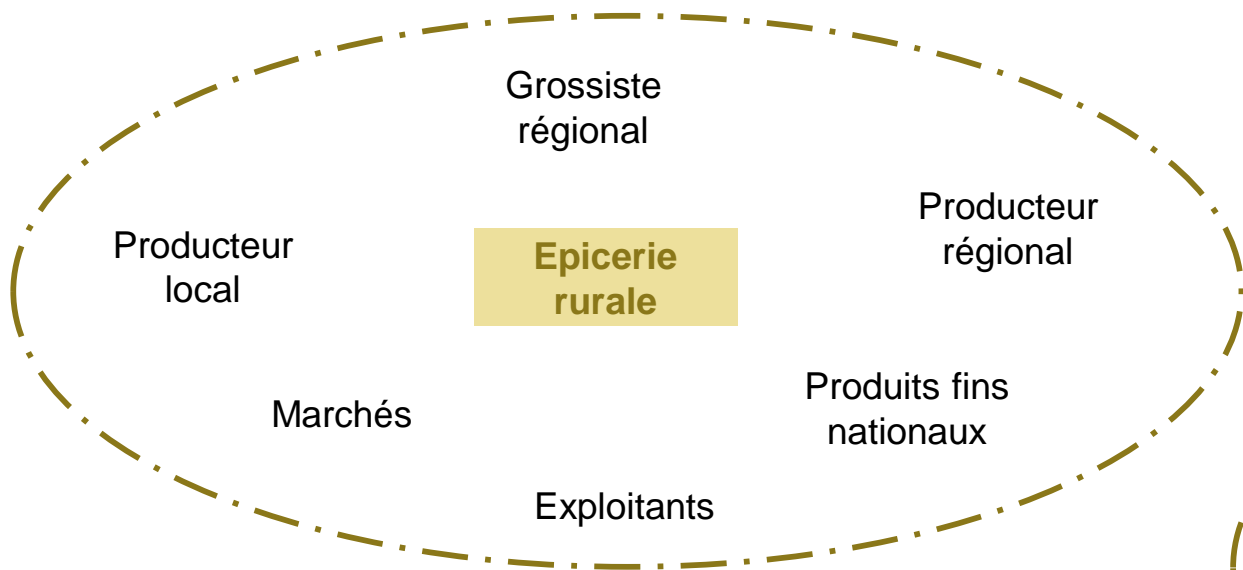 Grossiste
régional
Producteur
régional
Producteur
local
Epicerie
rurale
Produits fins
nationaux
Marchés
Exploitants